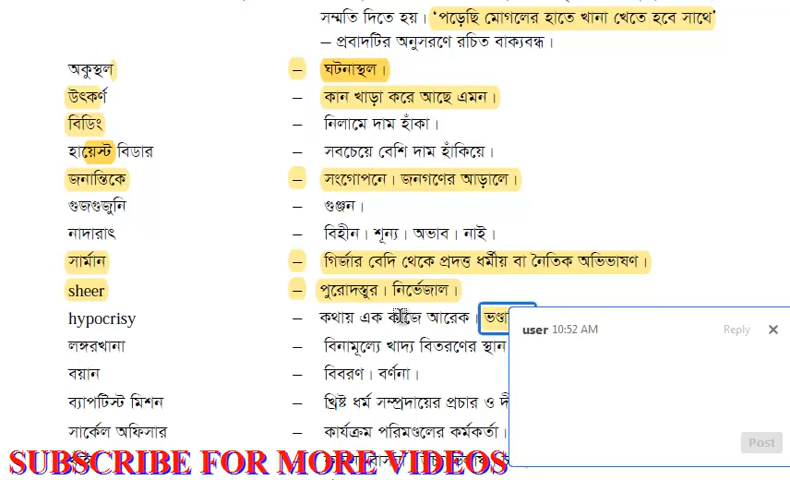 সম্মতি দিতে হয়। ‘পড়েছি মোগলের হাতে খানা খেতে হবে সাথে’
– প্রবাদটির অনুসরণে রচিত বাক্যবন্ধ।
অকুস্থল – ঘটনাস্থল।
উৎকর্ণ – কান খাড়া করে আছে এমন।
বিডিং – নিলামে দাম হাঁকা।
হায়েস্ট বিডার – সবচেয়ে বেশি দাম হাঁকিয়ে।
জনান্তিকে – সংগোপনে। জনগণের আড়ালে।
গুজগুজুনি – গুঞ্জন।
নাদারাৎ – বিহীন। শূন্য। অভাব। নাই।
সার্মান – গির্জার বেদি থেকে প্রদত্ত ধর্মীয় বা নৈতিক অভিভাষণ।
sheer – পুরোদস্তুর। নির্ভেজাল।
hypocrisy – কথায় এক কাজে আরেক।
user 10:52 AM Reply
লঙ্গরখানা – বিনামূল্যে খাদ্য বিতরণের স্থান
বয়ান – বিবরণ। বর্ণনা।
ব্যাপটিস্ট মিশন – খ্রিষ্ট ধর্ম সম্প্রদায়ের প্রচার ও
সার্কেল অফিসার – কার্যক্রম পরিমণ্ডলের কর্মকর্তা।
Post
SUBSCRIBE FOR MORE VIDEOS